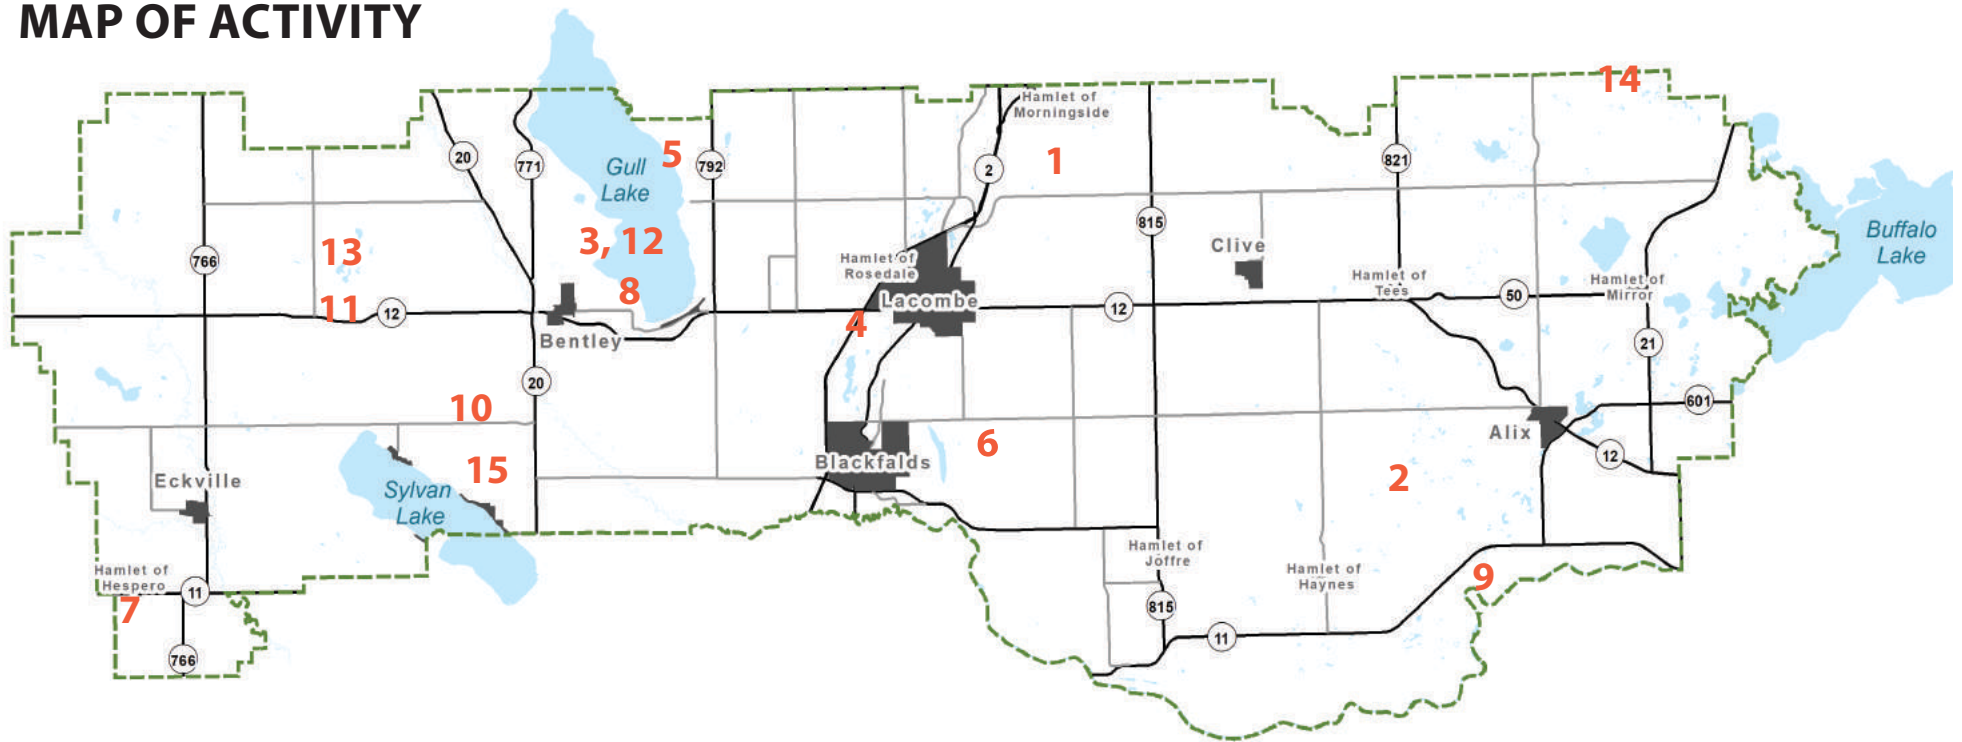 MAP OF ACTIVITY
14
Hamlet of
Morningside
5
1
20
771
Gull
Lake
792
2
821
815
766
13
3, 12
Hamlet of
Rosedale
Clive
Buffalo
Lake
8
Lacombe
Hamlet of
Tees
50
Hamlet of
Mirror
11
12
4
12
Bentley
21
20
10
601
Alix
6
12
Blackfalds
15
2
Eckville
Sylvan
Lake
Hamlet of
Joffre
Hamlet of
Hespero
Hamlet of
Haynes
9
7
11
815
11
766